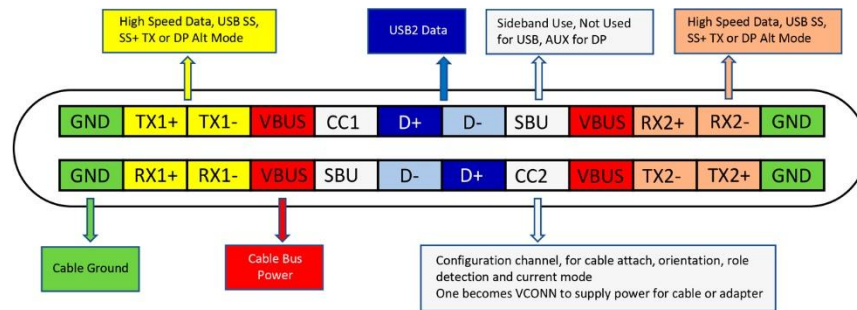 High Speed Data, USB SS,
SS+ TX or DP Alt Mode
USB2 Data
Sideband Use, Not Used
for USB, AUX for DP
High Speed Data, USB SS,
SS+ TX or DP Alt Mode
GND TX1+ TX1- VBUS CC1 D+ D- SBU VBUS RX2+ RX2- GND
GND RX1+ RX1- VBUS SBU D- D+ CC2 VBUS TX2- TX2+ GND
Cable Ground
Cable Bus
Power
Configuration channel, for cable attach, orientation, role
detection and current mode
One becomes VCONN to supply power for cable or adapter